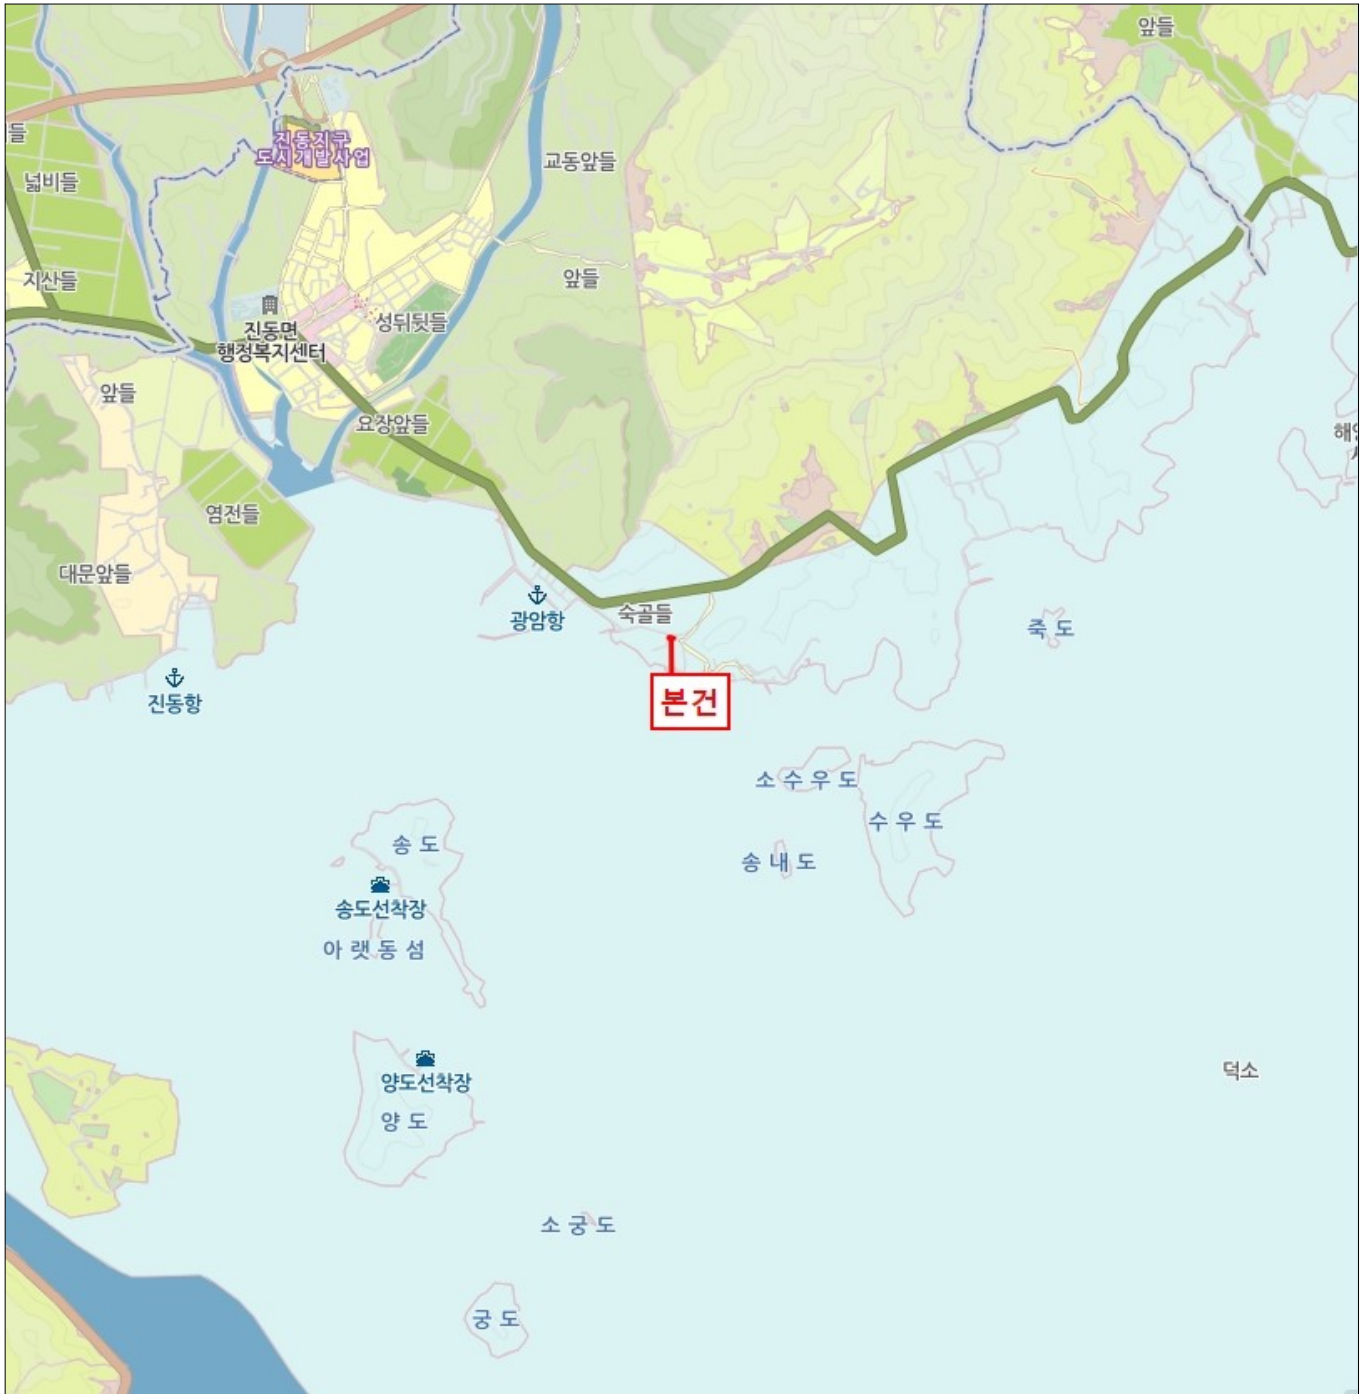 앞들
들
진동지구
도시개발사업
교동앞들
넓비들
지산들
앞들
성뒤뒷들
진동면
행정복지센터
앞들
요장앞들
염전들
대문앞들
광암항
숙골들
죽 도
진동항
본건
소 수 우 도
수 우 도
송 도
송 내 도
송도선착장
아 랫 동 섬
양도선착장
양 도
덕소
소 궁 도
궁 도